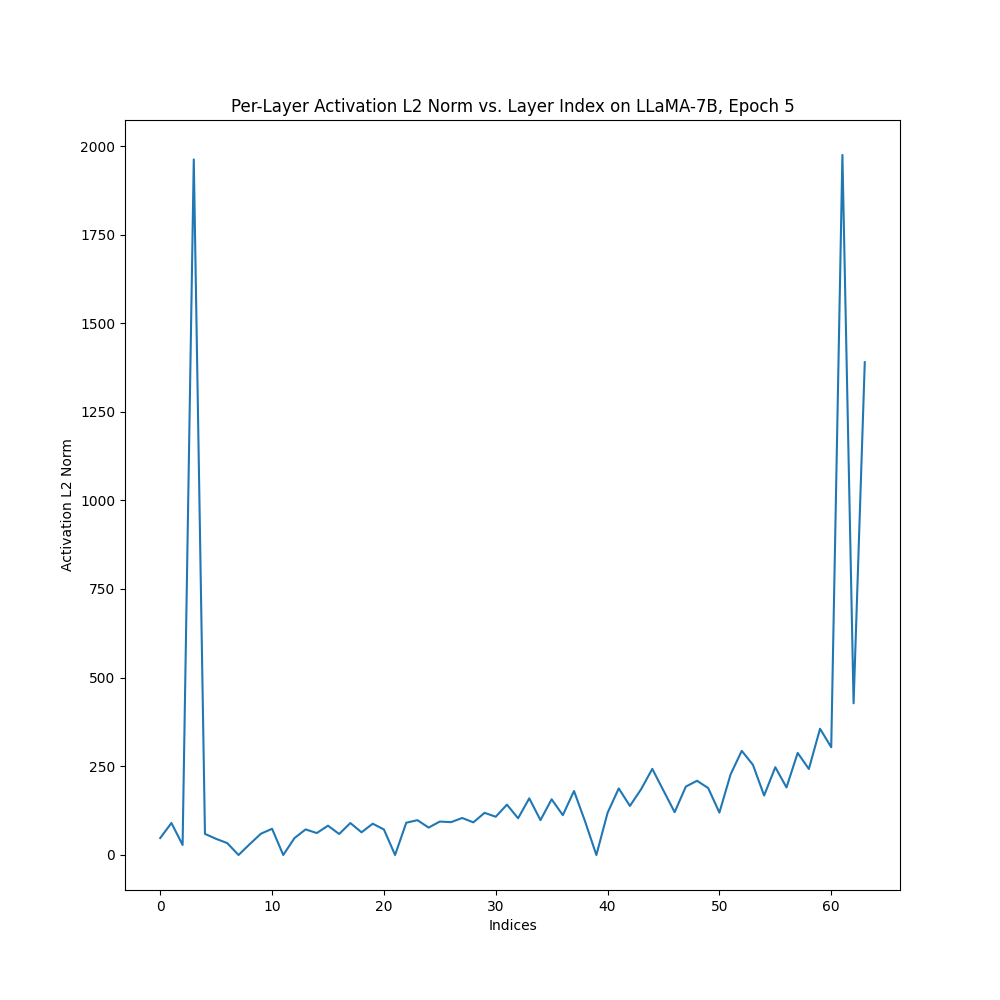 Per-Layer Activation L2 Norm vs. Layer Index on LLaMA-7B, Epoch 5
2000
1750
1500
1250
1000
750
500
250
0
Activation L2 Norm
0 10 20 30 40 50 60
Indices